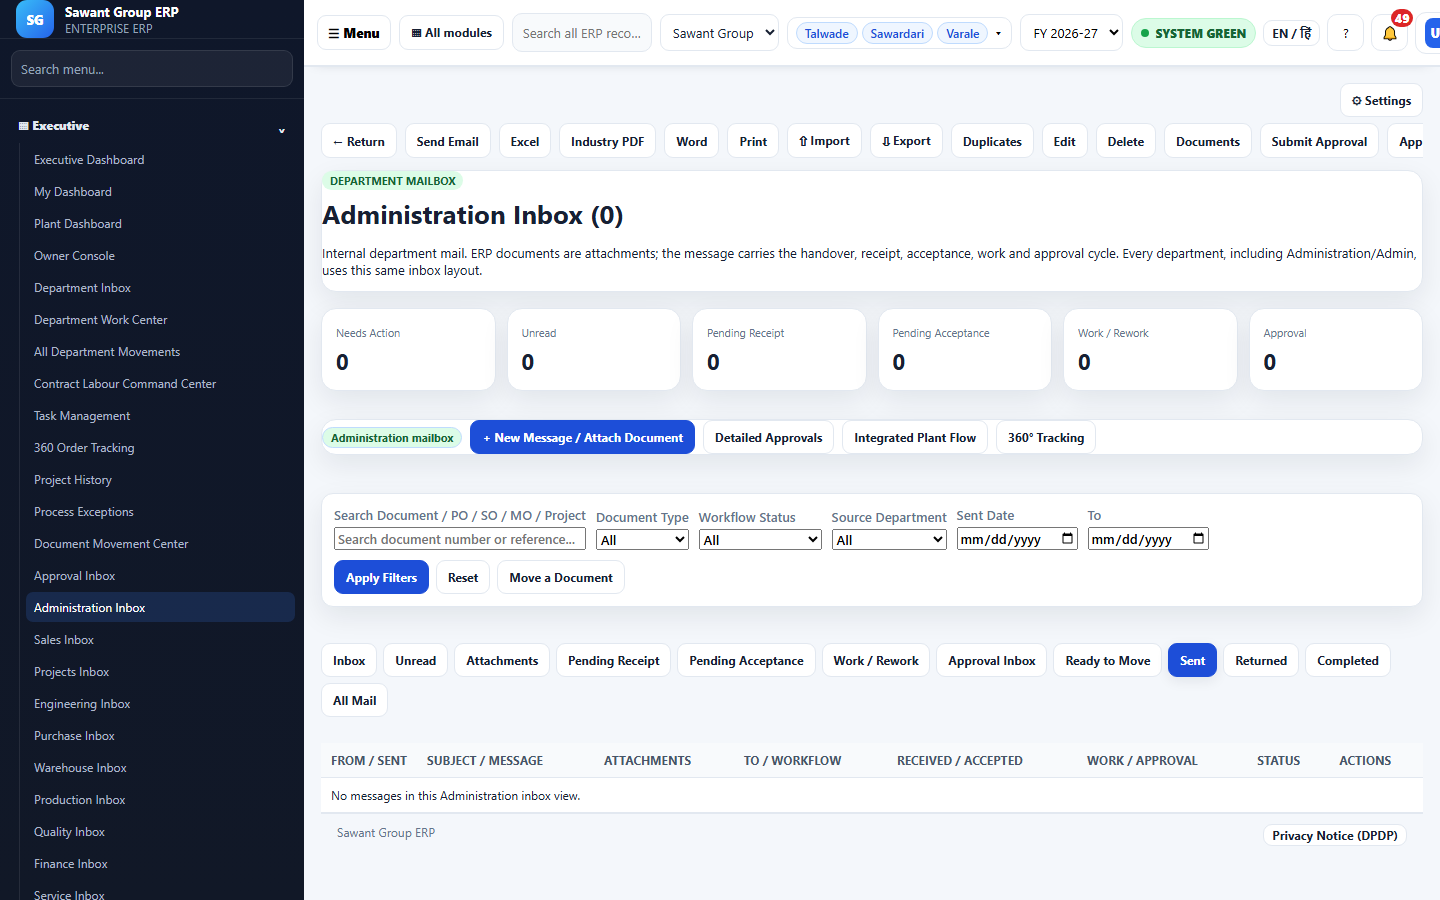 SG
Sawant Group ERP
ENTERPRISE ERP
Search menu...
Executive
Executive Dashboard
My Dashboard
Plant Dashboard
Owner Console
Department Inbox
Department Work Center
All Department Movements
Contract Labour Command Center
Task Management
360 Order Tracking
Project History
Process Exceptions
Document Movement Center
Approval Inbox
Administration Inbox
Sales Inbox
Projects Inbox
Engineering Inbox
Purchase Inbox
Warehouse Inbox
Production Inbox
Quality Inbox
Finance Inbox
Service Inbox
☰ Menu
All modules
Search all ERP reco...
Sawant Group
Talwade
Sawardari
Varale
FY 2026-27
SYSTEM GREEN
EN / हिं
?
49
U
⚙ Settings
← Return
Send Email
Excel
Industry PDF
Word
Print
⇧ Import
⇩ Export
Duplicates
Edit
Delete
Documents
Submit Approval
App
DEPARTMENT MAILBOX
Administration Inbox (0)
Internal department mail. ERP documents are attachments; the message carries the handover, receipt, acceptance, work and approval cycle. Every department, including Administration/Admin,
uses this same inbox layout.
Needs Action
0
Unread
0
Pending Receipt
0
Pending Acceptance
0
Work / Rework
0
Approval
0
Administration mailbox
+ New Message / Attach Document
Detailed Approvals
Integrated Plant Flow
360° Tracking
Search Document / PO / SO / MO / Project
Search document number or reference...
Document Type
All
Workflow Status
All
Source Department
All
Sent Date
mm/dd/yyyy
To
mm/dd/yyyy
Apply Filters
Reset
Move a Document
Inbox
Unread
Attachments
Pending Receipt
Pending Acceptance
Work / Rework
Approval Inbox
Ready to Move
Sent
Returned
Completed
All Mail
FROM / SENT
SUBJECT / MESSAGE
ATTACHMENTS
TO / WORKFLOW
RECEIVED / ACCEPTED
WORK / APPROVAL
STATUS
ACTIONS
No messages in this Administration inbox view.
Sawant Group ERP
Privacy Notice (DPDP)